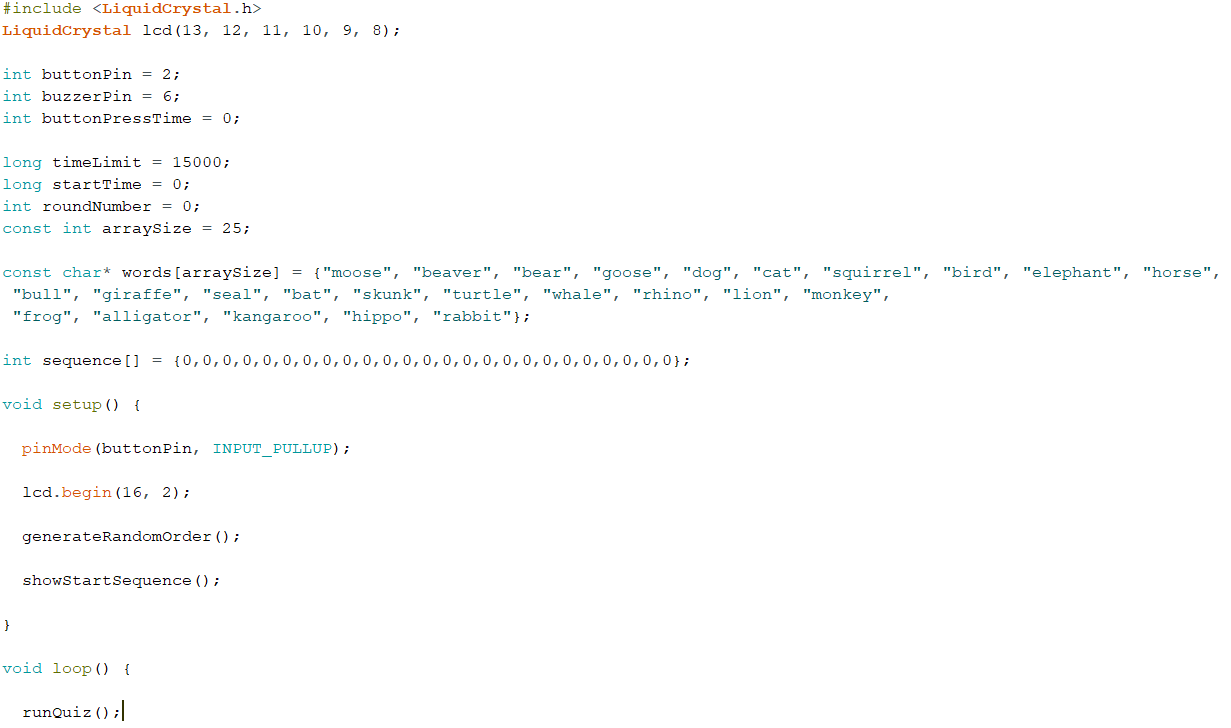 #include <LiquidCrystal.h>
LiquidCrystal lcd(13, 12, 11, 10, 9, 8);
int buttonPin = 2;
int buzzerPin = 6;
int buttonPressTime = 0;
long timeLimit = 15000;
long startTime = 0;
int roundNumber = 0;
const int arraySize = 25;
const char* words[arraySize] = {"moose", "beaver", "bear", "goose", "dog", "cat", "squirrel", "bird", "elephant", "horse",
"bull", "giraffe", "seal", "bat", "skunk", "turtle", "whale", "rhino", "lion", "monkey",
"frog", "alligator", "kangaroo", "hippo", "rabbit"};
int sequence[] = {0,0,0,0,0,0,0,0,0,0,0,0,0,0,0,0,0,0,0,0,0,0,0,0,0};
void setup() {
pinMode(buttonPin, INPUT_PULLUP);
lcd.begin(16, 2);
generateRandomOrder();
showStartSequence();
}
void loop() {
runQuiz();